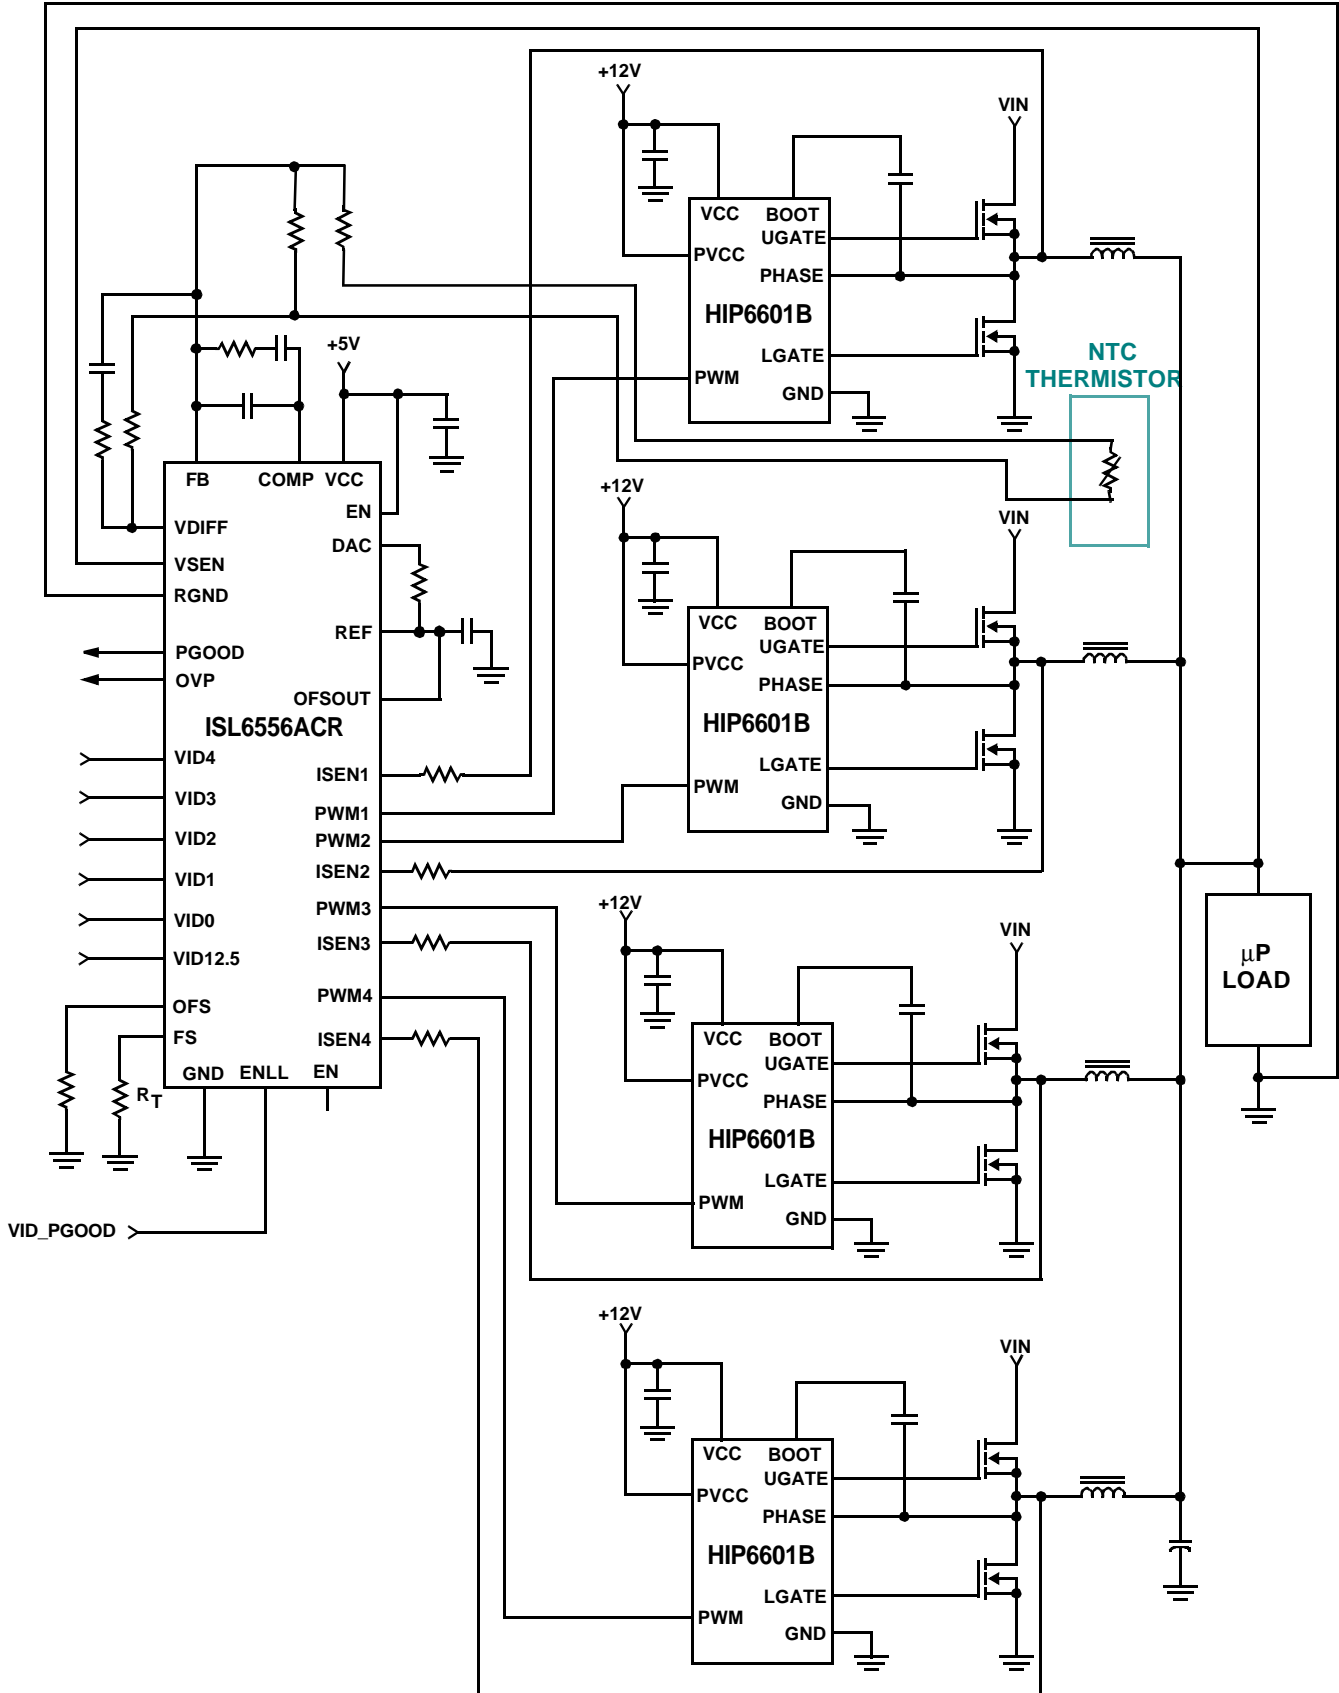 +12V
VIN
VCC
BOOT
UGATE
PVCC
PHASE
HIP6601B
LGATE
PWM
GND
NTC
THERMISTOR
+5V
FB
COMP
VCC
EN
VDIFF
DAC
VSEN
RGND
REF
PGOOD
OVP
OFSOUT
ISL6556ACR
VID4
ISEN1
VID3
PWM1
VID2
PWM2
VID1
ISEN2
VID0
PWM3
ISEN3
VID12.5
PWM4
OFS
FS
ISEN4
GND
ENLL
EN
RT
VID_PGOOD
+12V
VIN
VCC
BOOT
UGATE
PVCC
PHASE
HIP6601B
LGATE
PWM
GND
+12V
VIN
VCC
BOOT
UGATE
PVCC
PHASE
HIP6601B
LGATE
PWM
GND
µP
LOAD
+12V
VIN
VCC
BOOT
UGATE
PVCC
PHASE
HIP6601B
LGATE
PWM
GND